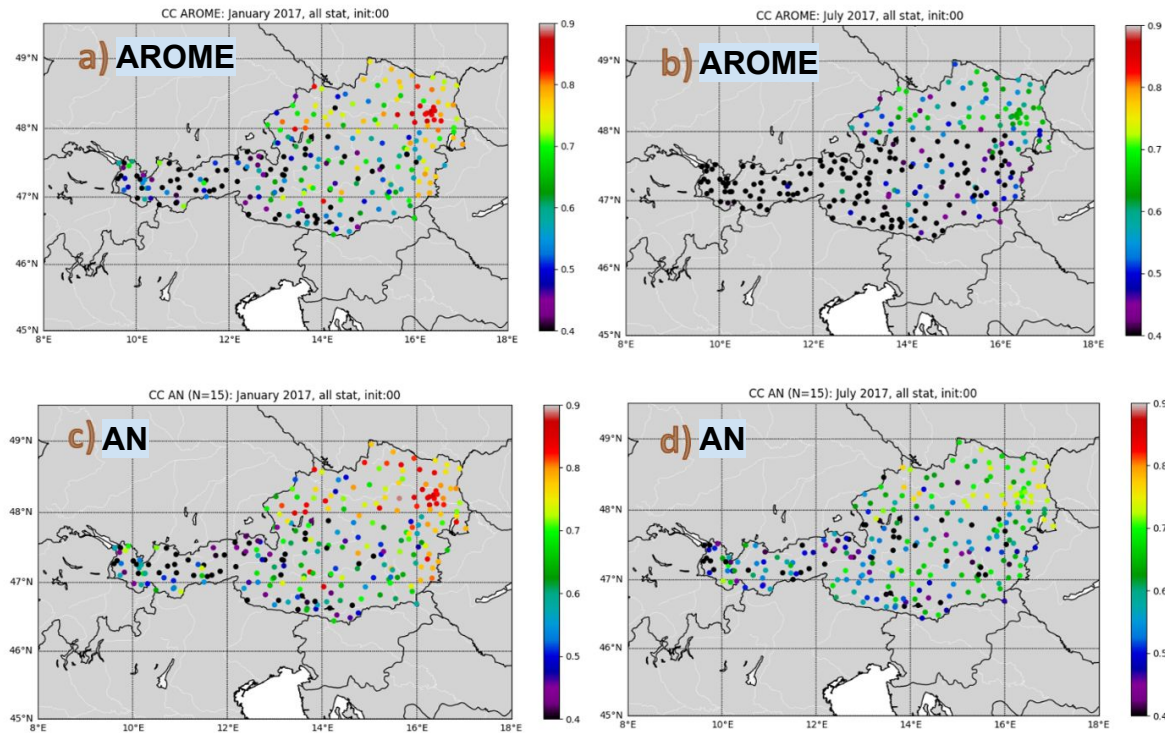 CC AROME: January 2017, all stat, init:00
a) AROME
49°N
48°N
47°N
46°N
45°N
8°E
10°E
12°E
14°E
16°E
18°E
0.9
0.8
0.7
0.6
0.5
0.4
CC AROME: July 2017, all stat, init:00
b) AROME
49°N
48°N
47°N
46°N
45°N
8°E
10°E
12°E
14°E
16°E
18°E
0.9
0.8
0.7
0.6
0.5
0.4
CC AN (N=15): January 2017, all stat, init:00
c) AN
49°N
48°N
47°N
46°N
45°N
8°E
10°E
12°E
14°E
16°E
18°E
0.9
0.8
0.7
0.6
0.5
0.4
CC AN (N=15): July 2017, all stat, init:00
d) AN
49°N
48°N
47°N
46°N
45°N
8°E
10°E
12°E
14°E
16°E
18°E
0.9
0.8
0.7
0.6
0.5
0.4